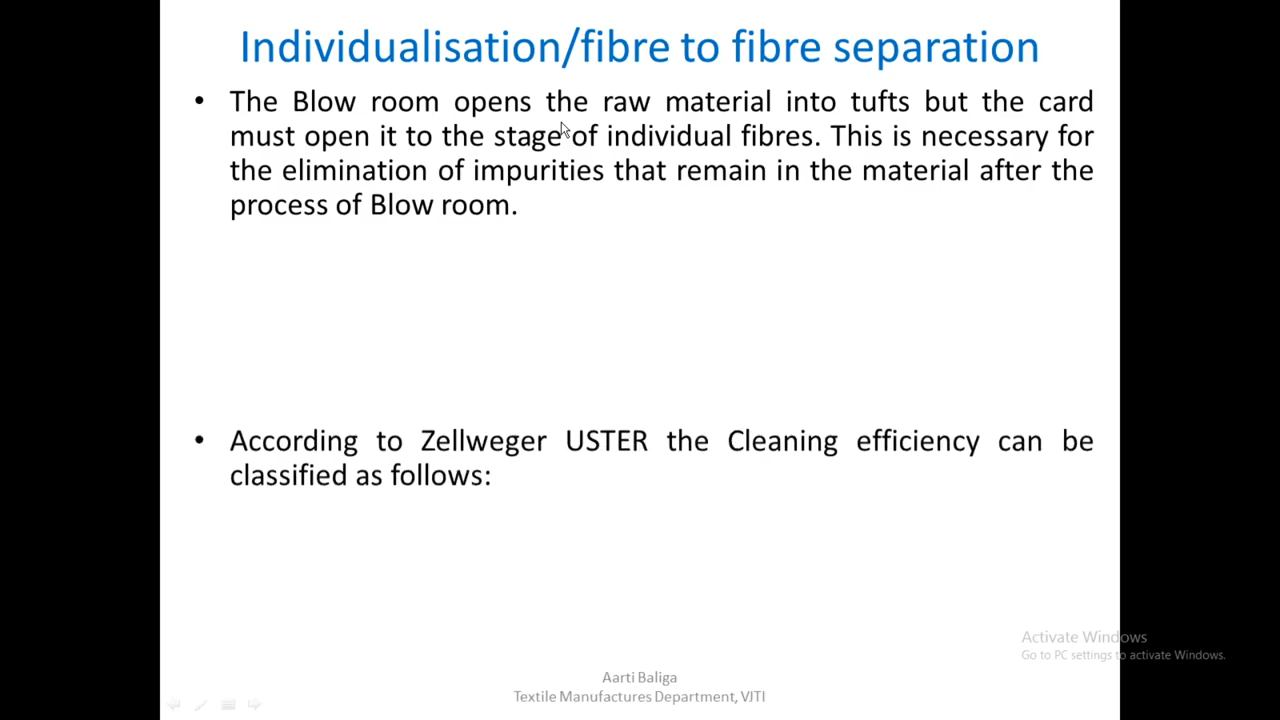 Individualisation/fibre to fibre separation
• The Blow room opens the raw material into tufts but the card
must open it to the stage of individual fibres. This is necessary for
the elimination of impurities that remain in the material after the
process of Blow room.
• According to Zellweger USTER the Cleaning efficiency can be
classified as follows:
Activate Windows
Go to PC settings to activate Windows.
Aarti Baliga
Textile Manufactures Department, VJTI